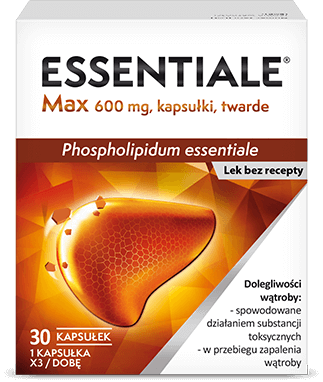 ESSENTIALE®
Max 600 mg, kapsułki, twarde
Phospholipidum essentiale
Lek bez recepty
Dolegliwości
wątroby:
- spowodowane
działaniem substancji
toksycznych
- w przebiegu zapalenia
wątroby
30 KAPSUŁEK
1 KAPSUŁKA
X3 / DOBĘ